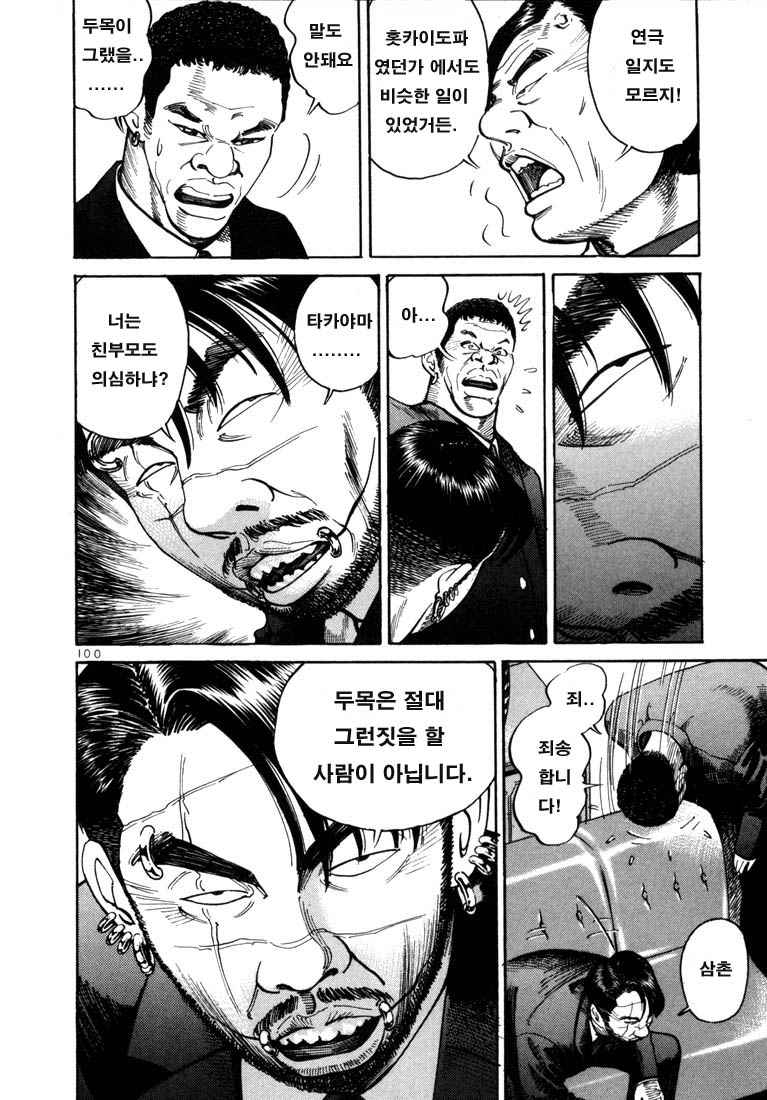 연극
일지도
모르지!
홋카이도파
였던가 에서도
비슷한 일이
있었거든.
말도
안돼요
두목이
그랬을..
......
아...
타카야마
........
너는
친부모도
의심하냐?
100
죄..
죄송
합니
다!
삼촌
두목은 절대
그런짓을 할
사람이 아닙니다.